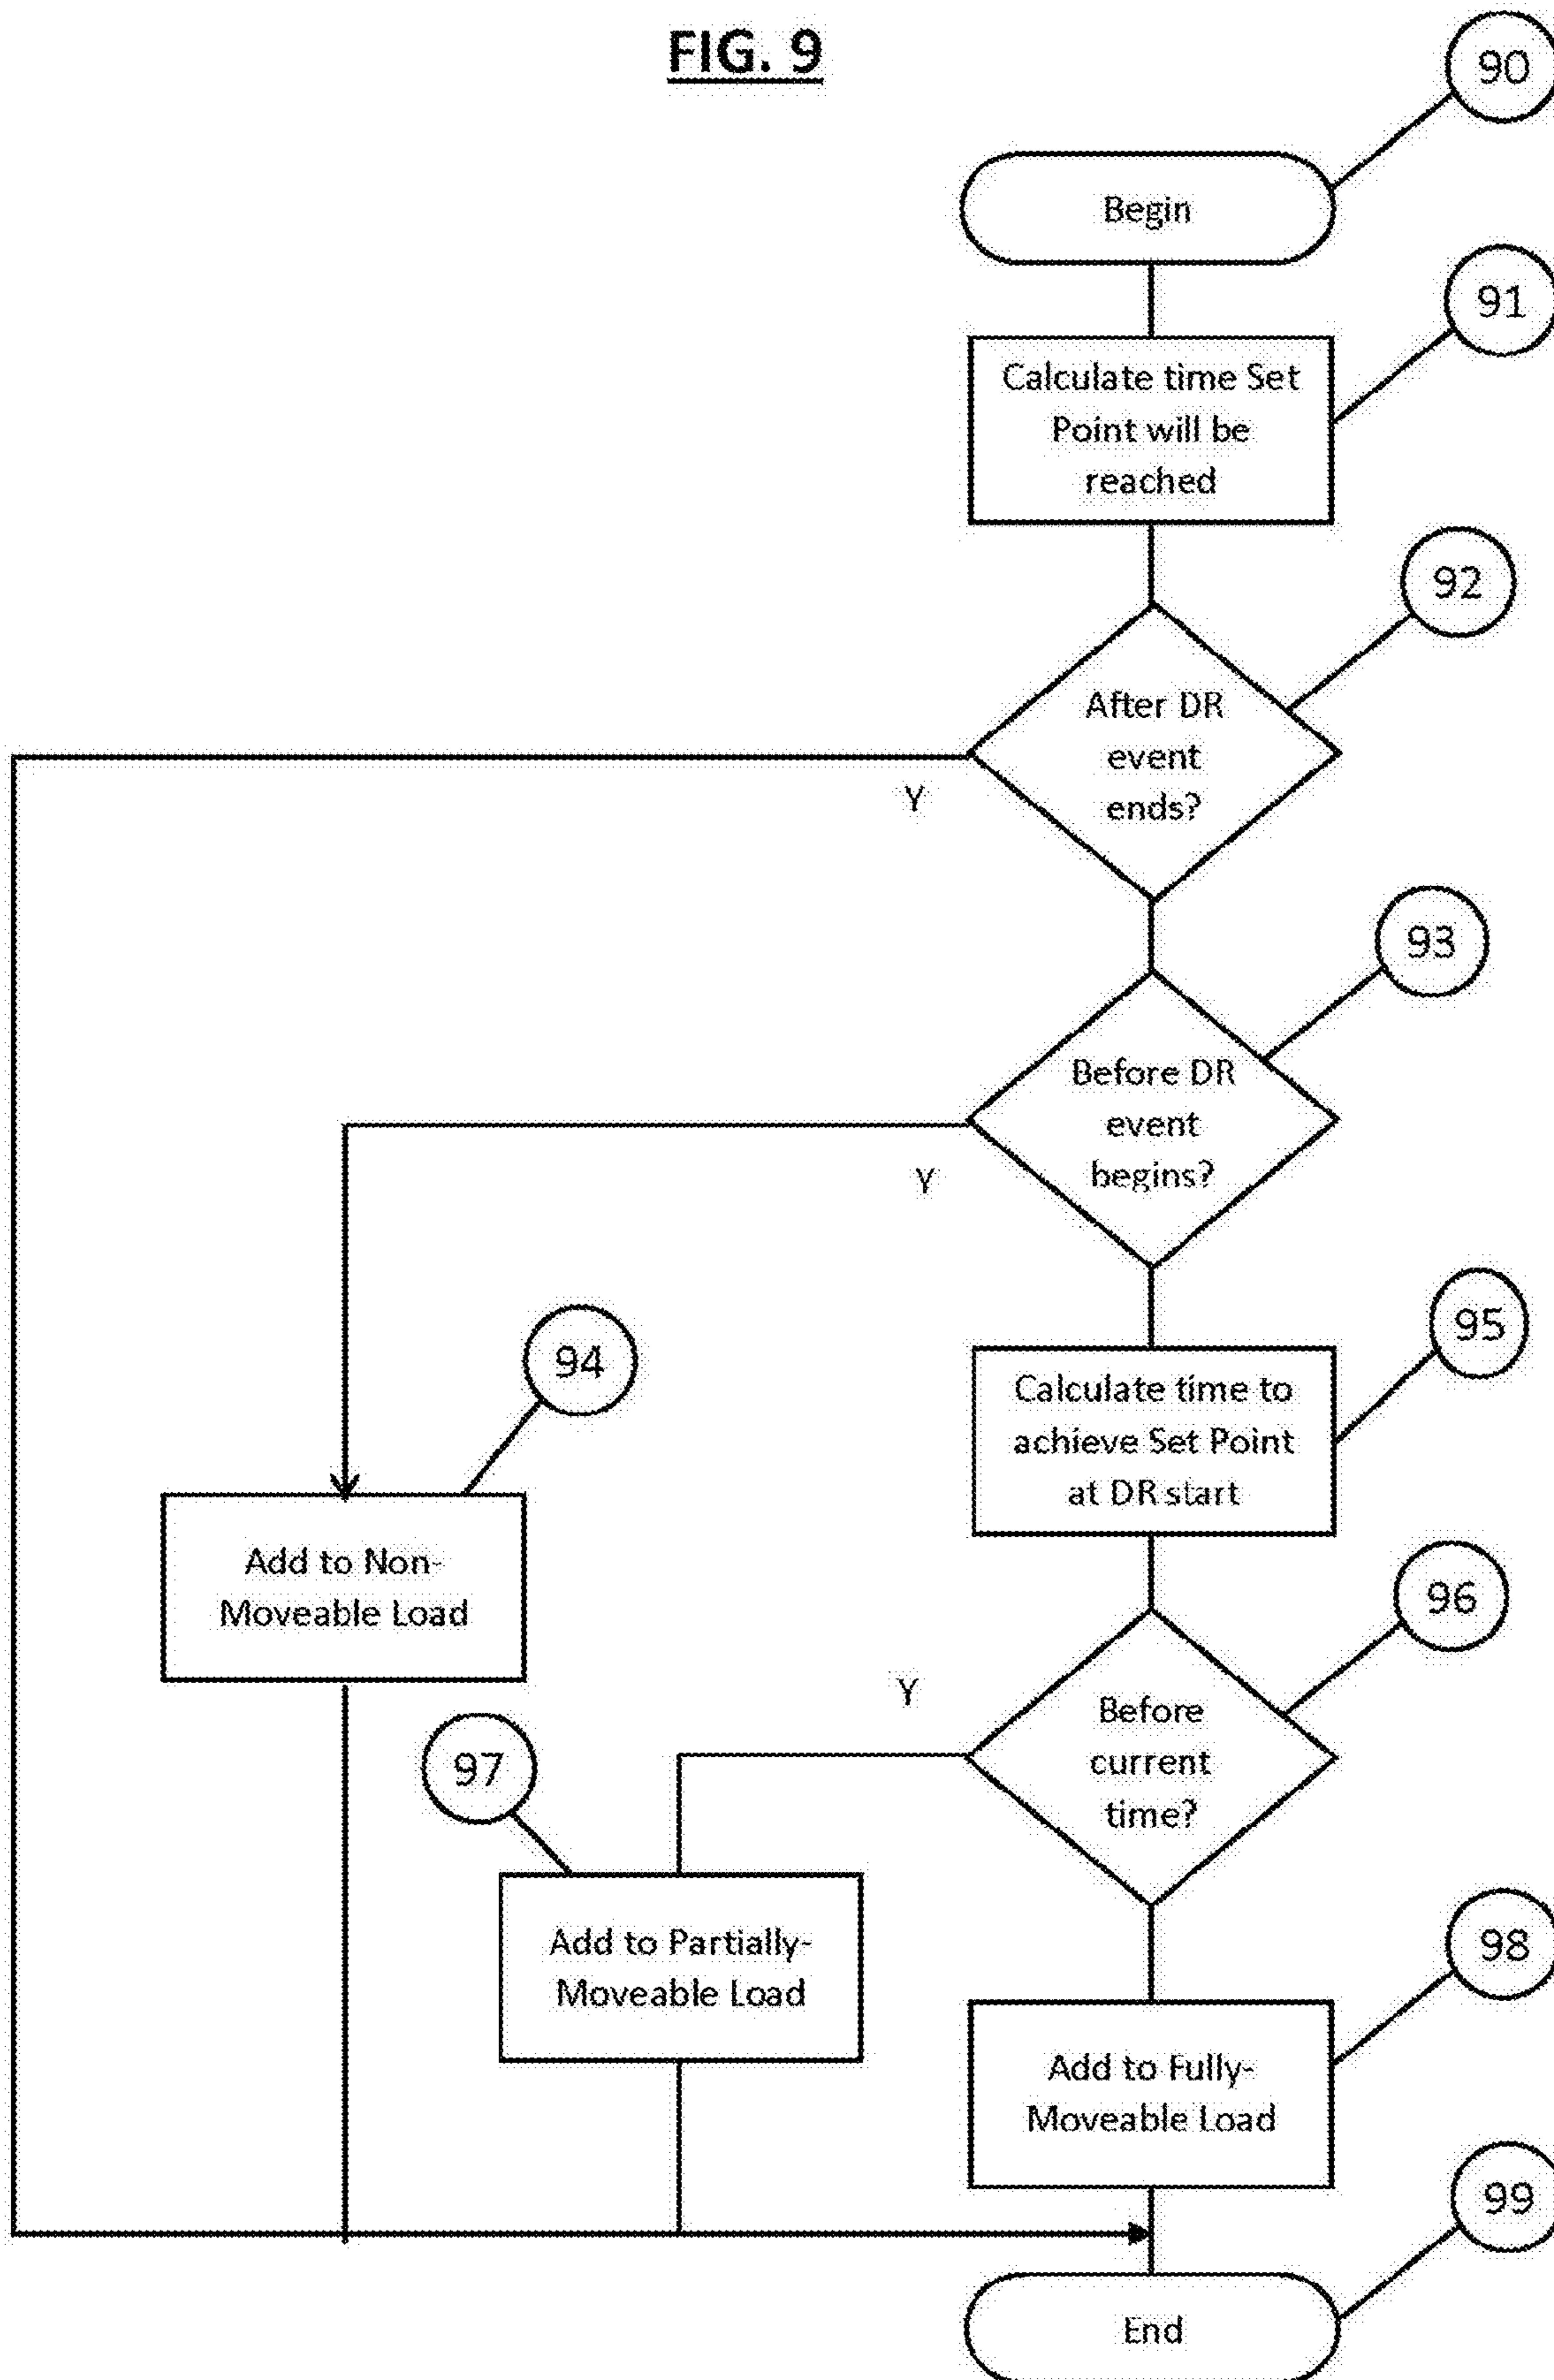 FIG. 9
90
Begin
91
Calculate time Set
Point will be
reached
92
After DR
event
ends?
Y
93
Before DR
event
begins?
Y
94
Add to Non-
Moveable Load
95
Calculate time to
achieve Set Point
at DR start
96
Before
current
time?
Y
97
Add to Partially-
Moveable Load
98
Add to Fully-
Moveable Load
99
End